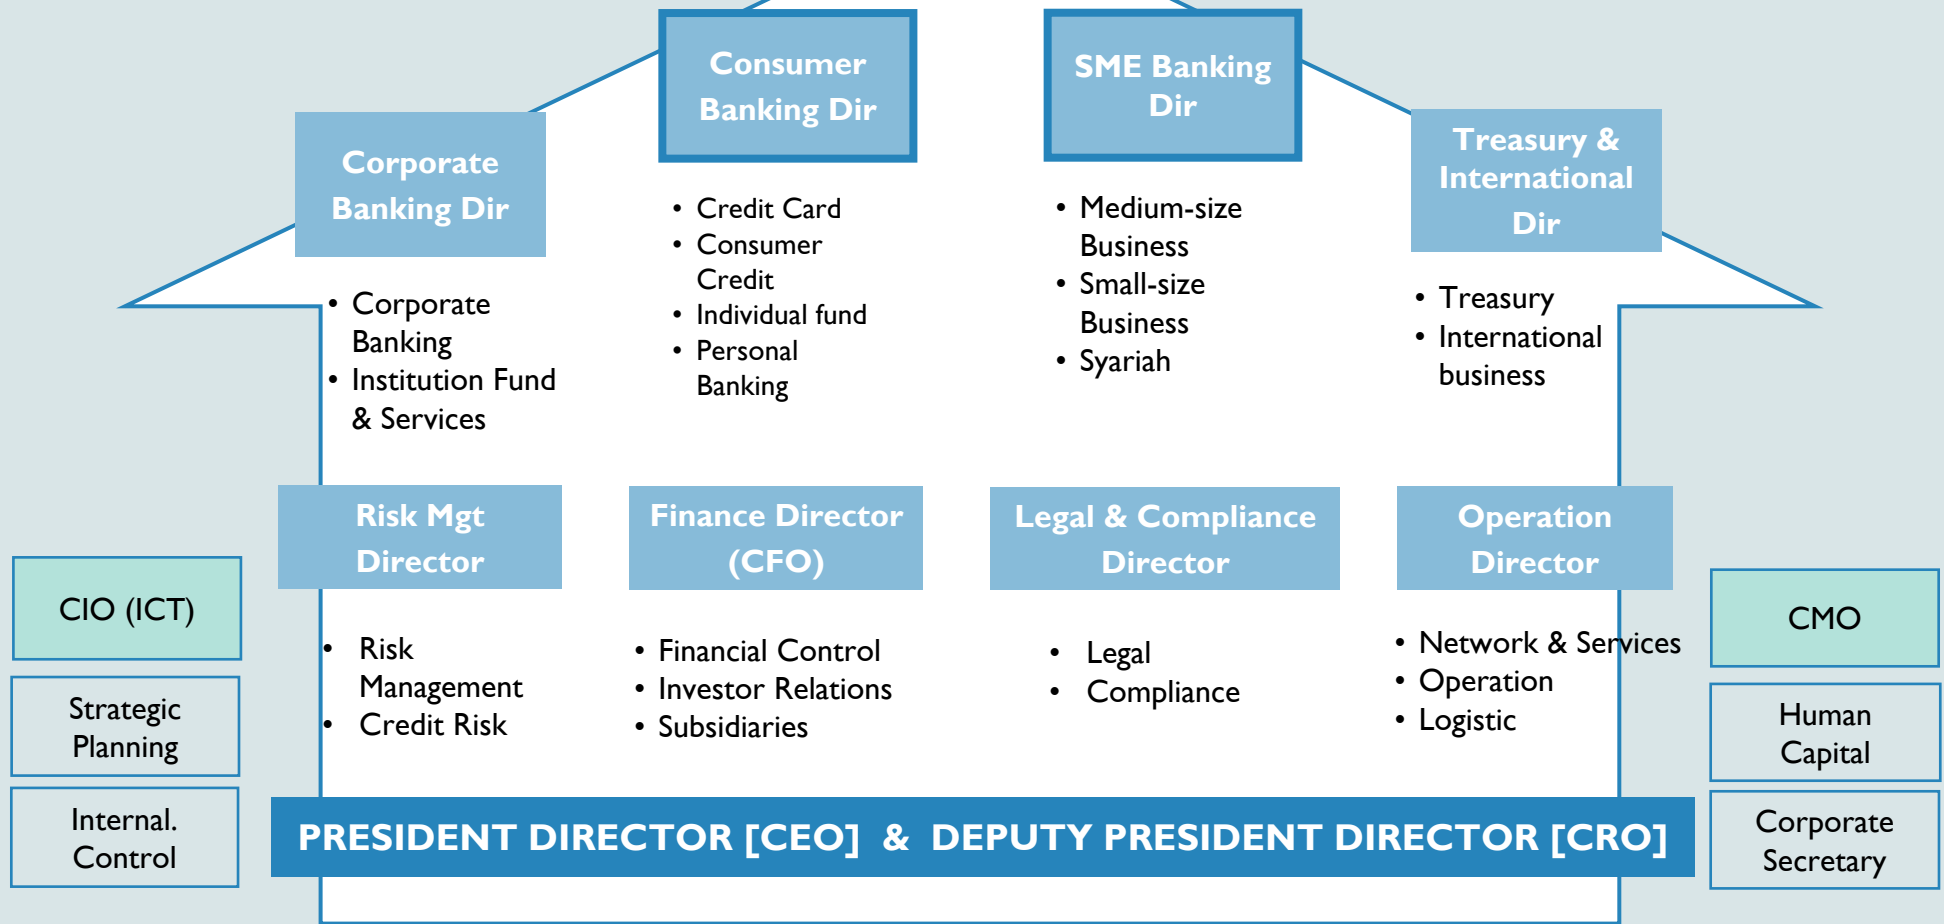 Consumer
Banking Dir
SME Banking
Dir
Corporate
Banking Dir
Treasury &
International
Dir
• Corporate
Banking
• Institution Fund
& Services
• Credit Card
• Consumer
Credit
• Individual fund
• Personal
Banking
• Medium-size
Business
• Small-size
Business
• Syariah
• Treasury
• International
business
Risk Mgt
Director
Finance Director
(CFO)
Legal & Compliance
Director
Operation
Director
CIO (ICT)
Strategic
Planning
Internal.
Control
• Risk
Management
• Credit Risk
• Financial Control
• Investor Relations
• Subsidiaries
• Legal
• Compliance
• Network & Services
• Operation
• Logistic
CMO
Human
Capital
Corporate
Secretary
PRESIDENT DIRECTOR [CEO] & DEPUTY PRESIDENT DIRECTOR [CRO]